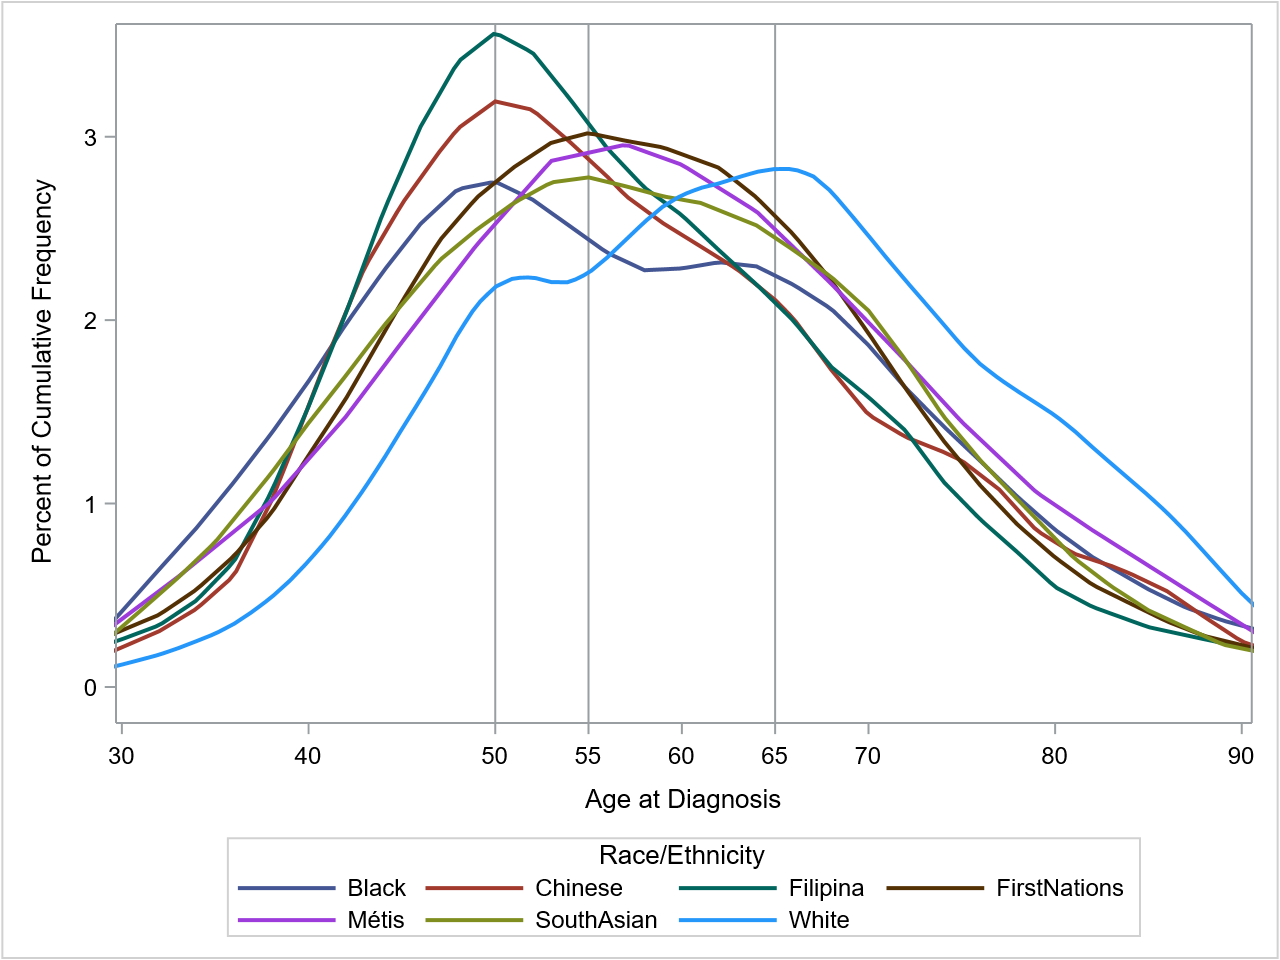 Percent of Cumulative Frequency
3
2
1
0
30 40 50 55 60 65 70 80 90
Age at Diagnosis
Race/Ethnicity
Black Chinese Filipina FirstNations
Métis SouthAsian White